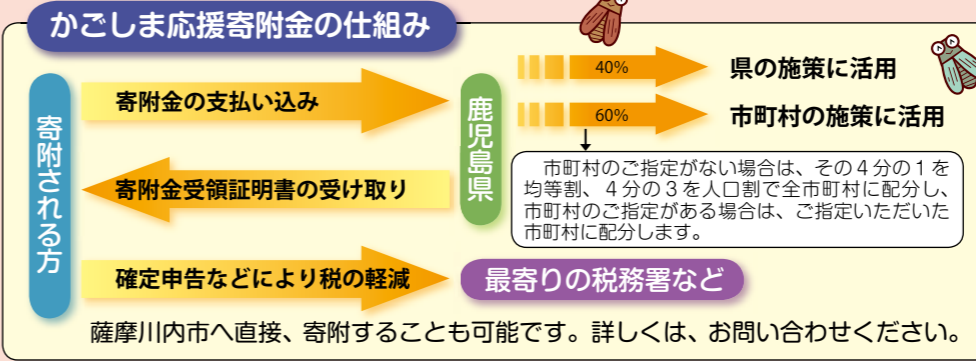 かごしま応援寄附金の仕組み
寄附される方
寄附金の支払い込み
鹿児島県
40%
県の施策に活用
60%
市町村の施策に活用
市町村のご指定がない場合は、その4分の1を
均等割、4分の3を人口割で全市町村に配分し、
市町村のご指定がある場合は、ご指定いただいた
市町村に配分します。
寄附金受領証明書の受け取り
確定申告などにより税の軽減
最寄りの税務署など
薩摩川内市へ直接、寄附することも可能です。詳しくは、お問い合わせください。